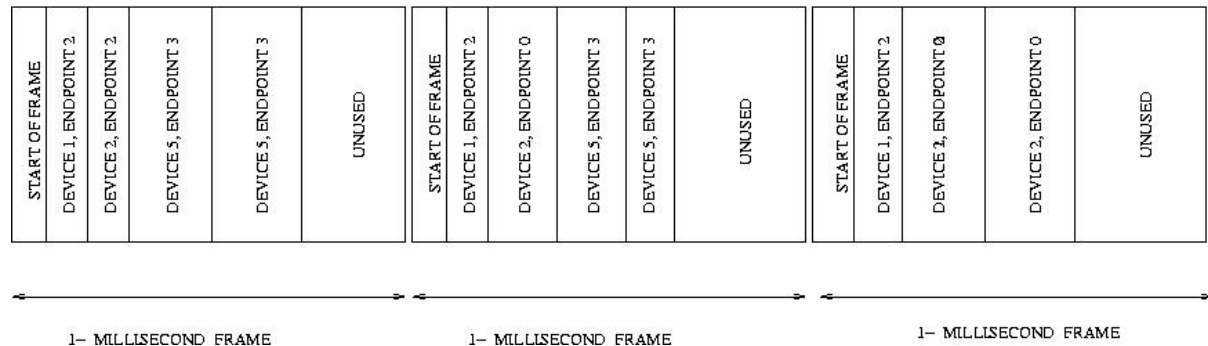 START OF FRAME
DEVICE 1, ENDPOINT 2
DEVICE 2, ENDPOINT 2
DEVICE 5, ENDPOINT 3
DEVICE 5, ENDPOINT 3
UNUSED
START OF FRAME
DEVICE 1, ENDPOINT 2
DEVICE 2, ENDPOINT 0
DEVICE 5, ENDPOINT 3
DEVICE 5, ENDPOINT 3
UNUSED
START OF FRAME
DEVICE 1, ENDPOINT 2
DEVICE 2, ENDPOINT
DEVICE 2, ENDPOINT 0
UNUSED
1- MILLISECOND FRAME
1- MILLISECOND FRAME
1- MILLISECOND FRAME